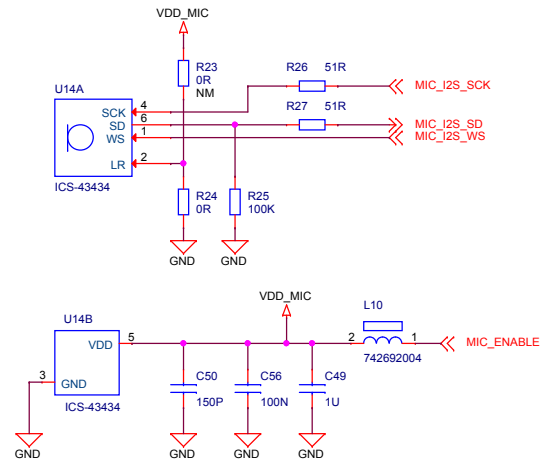 VDD_MIC
R23
0R
NM
R26 51R
MIC_I2S_SCK
U14A
SCK 4
SD 6
WS 1
LR 2
R27 51R
MIC_I2S_SD
MIC_I2S_WS
ICS-43434
R24
0R
R25
100K
GND
GND
VDD_MIC
L10
U14B
VDD 5
2
1
MIC_ENABLE
742692004
3
GND
C50
150P
C56
100N
C49
1U
ICS-43434
GND
GND
GND
GND